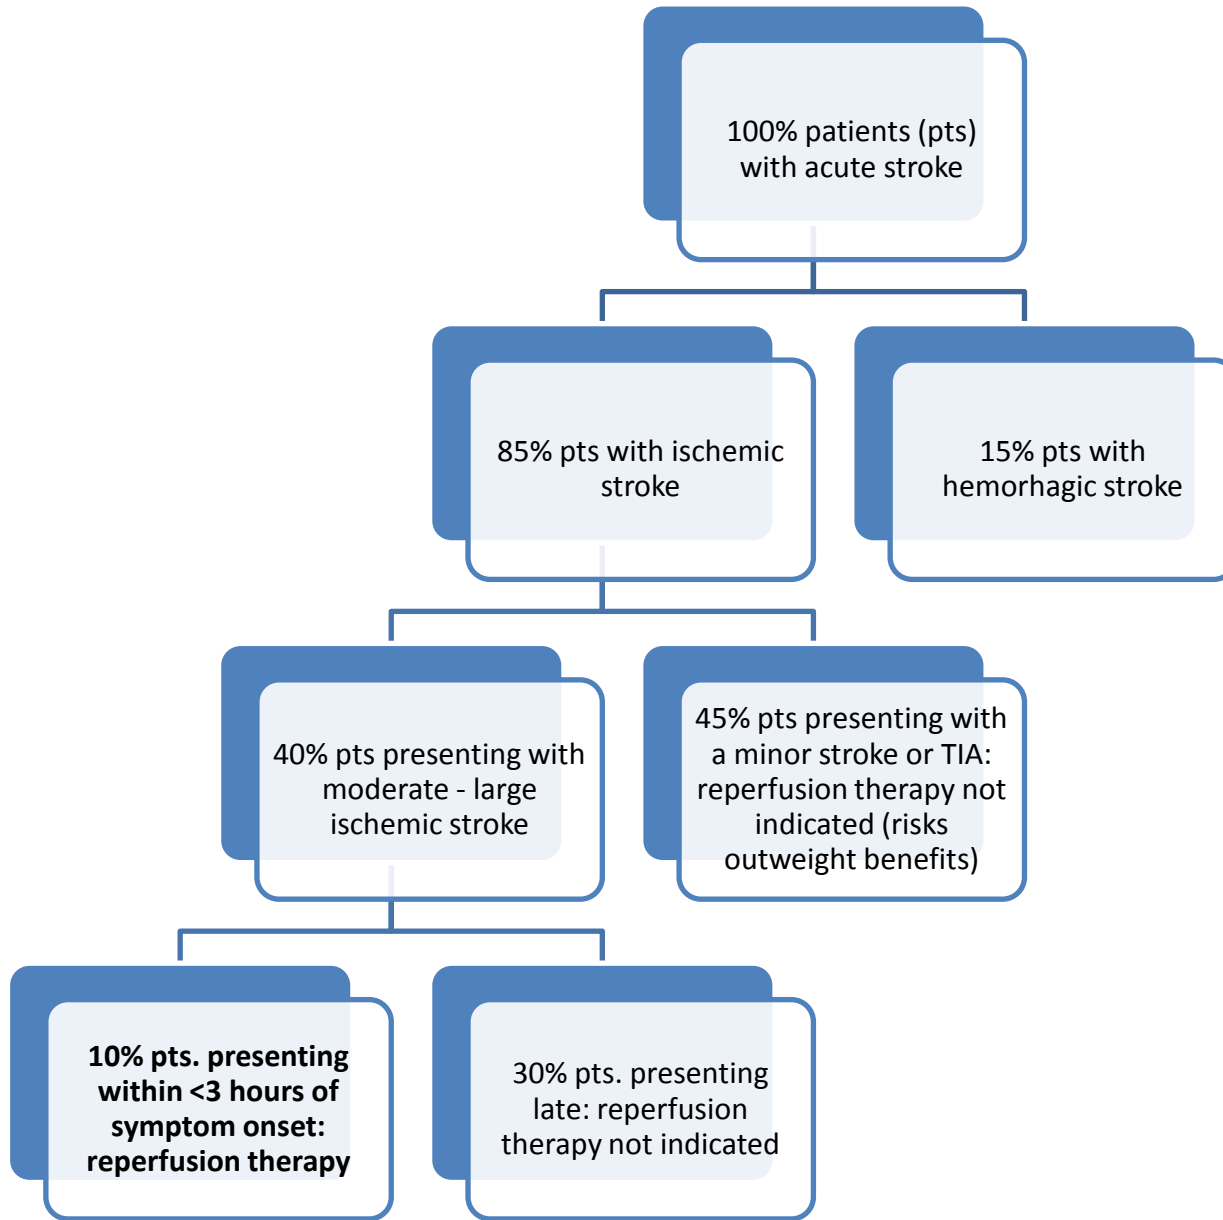 100% patients (pts)
with acute stroke
85% pts with ischemic
stroke
15% pts with
hemorhagic stroke
40% pts presenting with
moderate - large
ischemic stroke
45% pts presenting with
a minor stroke or TIA:
reperfusion therapy not
indicated (risks
outweight benefits)
10% pts. presenting
within <3 hours of
symptom onset:
reperfusion therapy
30% pts. presenting
late: reperfusion
therapy not indicated